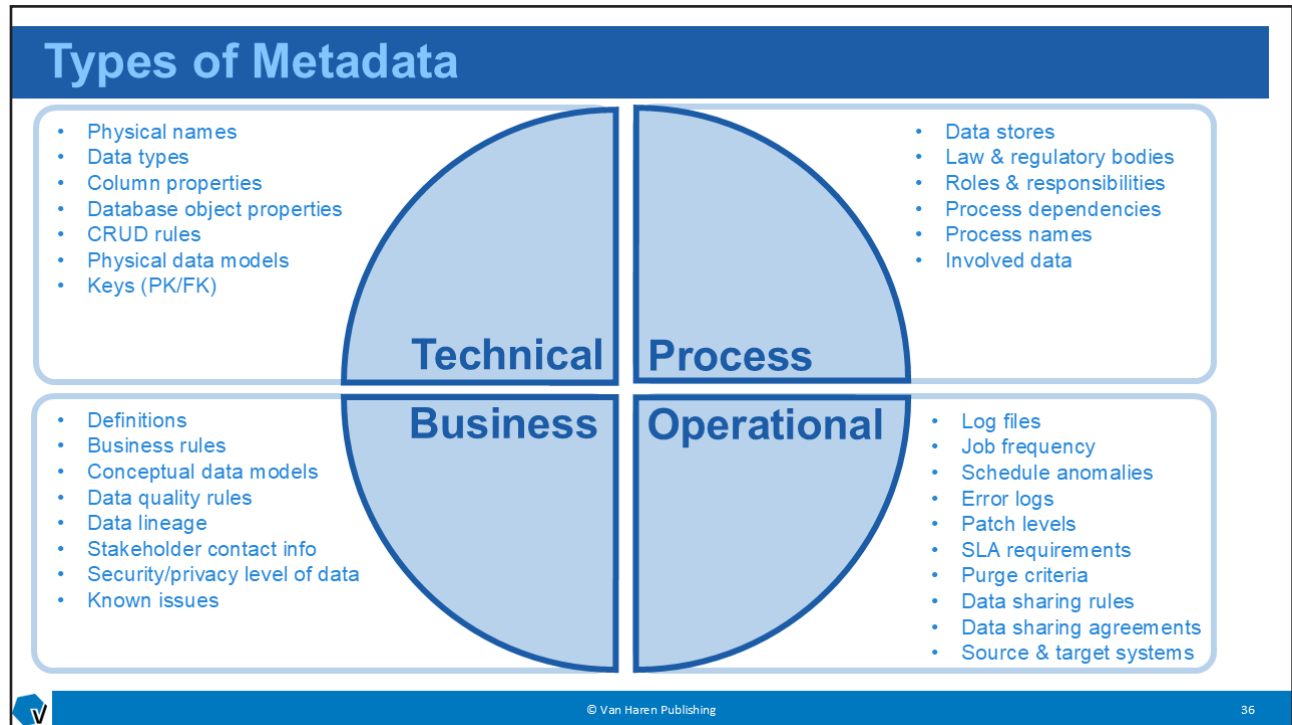 Types of Metadata
• Physical names
• Data types
• Column properties
• Database object properties
• CRUD rules
• Physical data models
• Keys (PK/FK)
Technical
• Data stores
• Law & regulatory bodies
• Roles & responsibilities
• Process dependencies
• Process names
• Involved data
Process
• Definitions
• Business rules
• Conceptual data models
• Data quality rules
• Data lineage
• Stakeholder contact info
• Security/privacy level of data
• Known issues
Business
Operational
• Log files
• Job frequency
• Schedule anomalies
• Error logs
• Patch levels
• SLA requirements
• Purge criteria
• Data sharing rules
• Data sharing agreements
• Source & target systems
V
© Van Haren Publishing
36